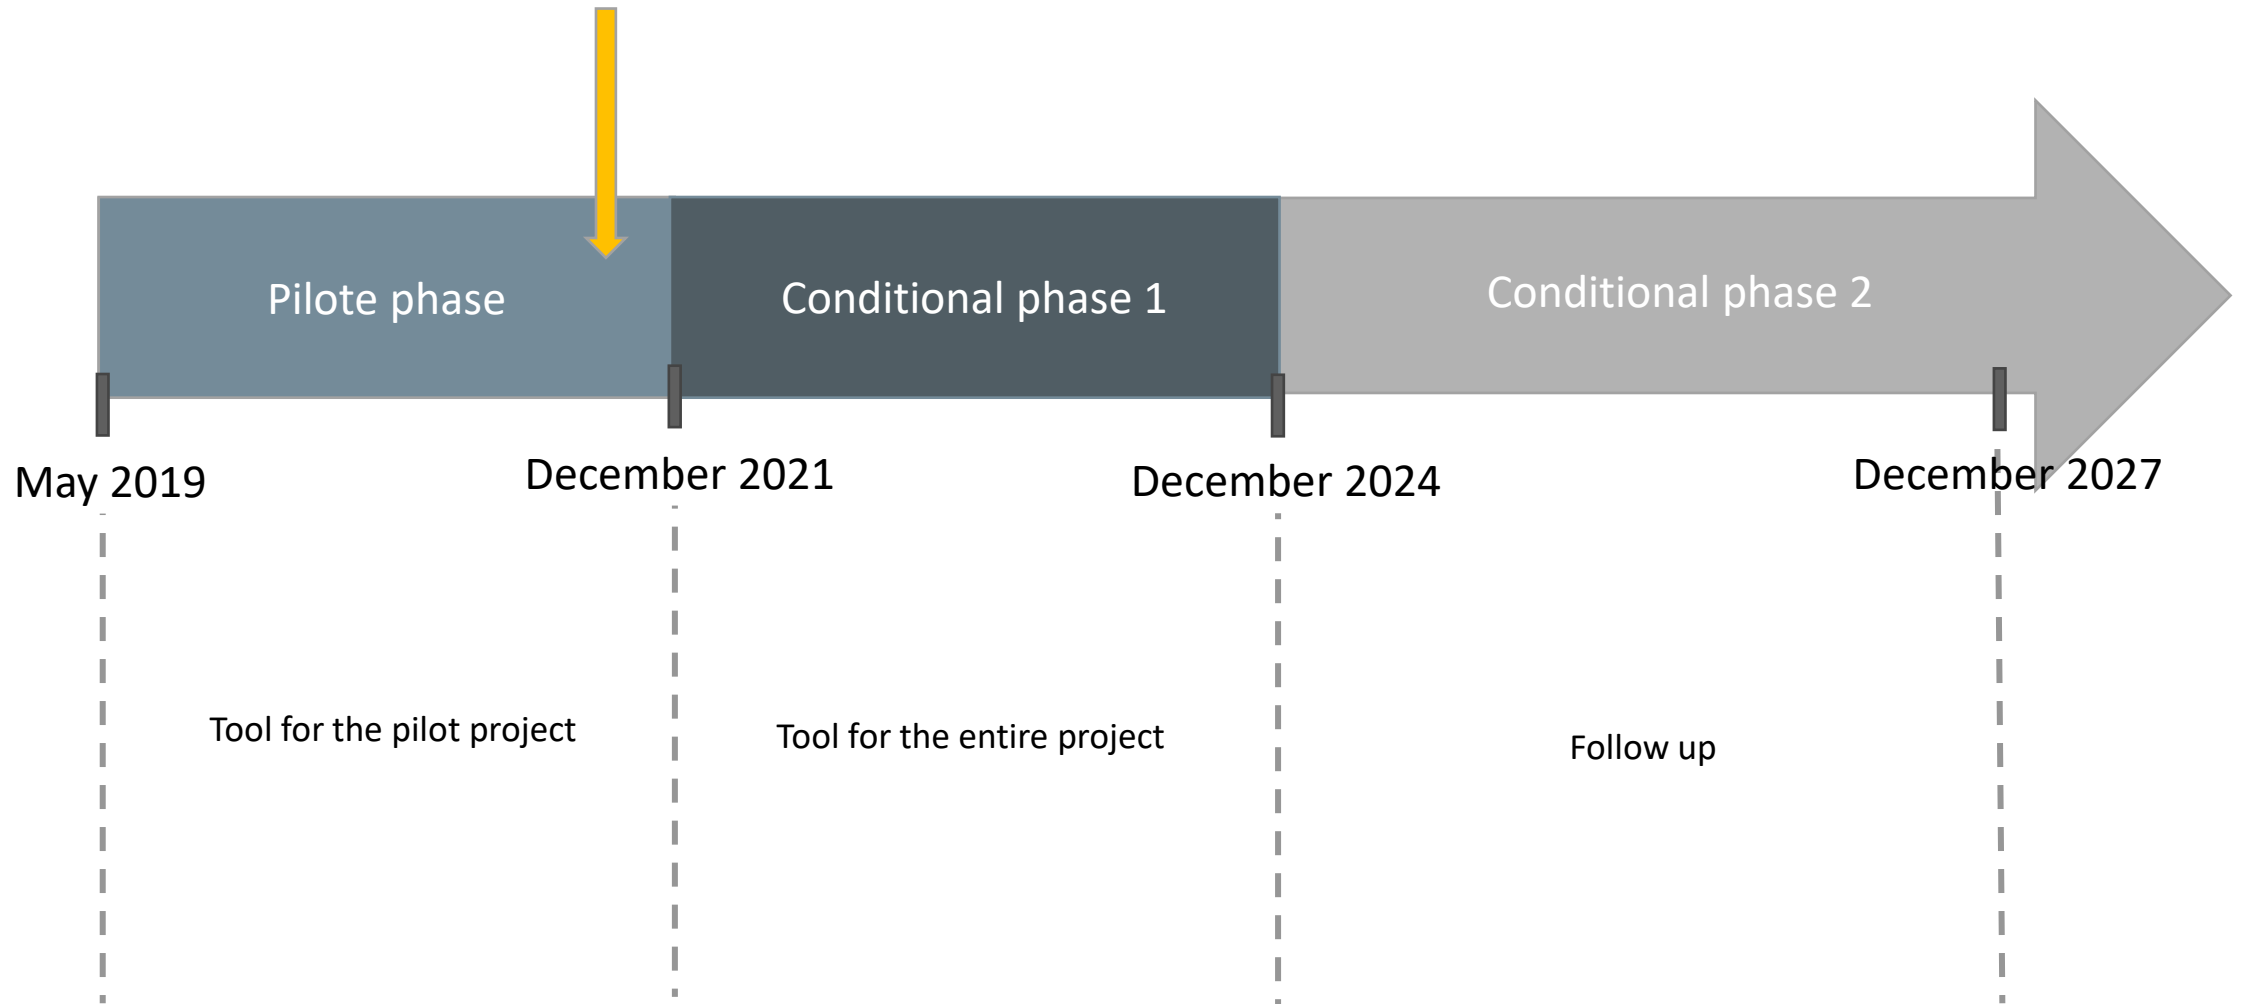 Pilote phase
Conditional phase 1
Conditional phase 2
May 2019
December 2021
December 2024
December 2027
Tool for the pilot project
Tool for the entire project
Follow up